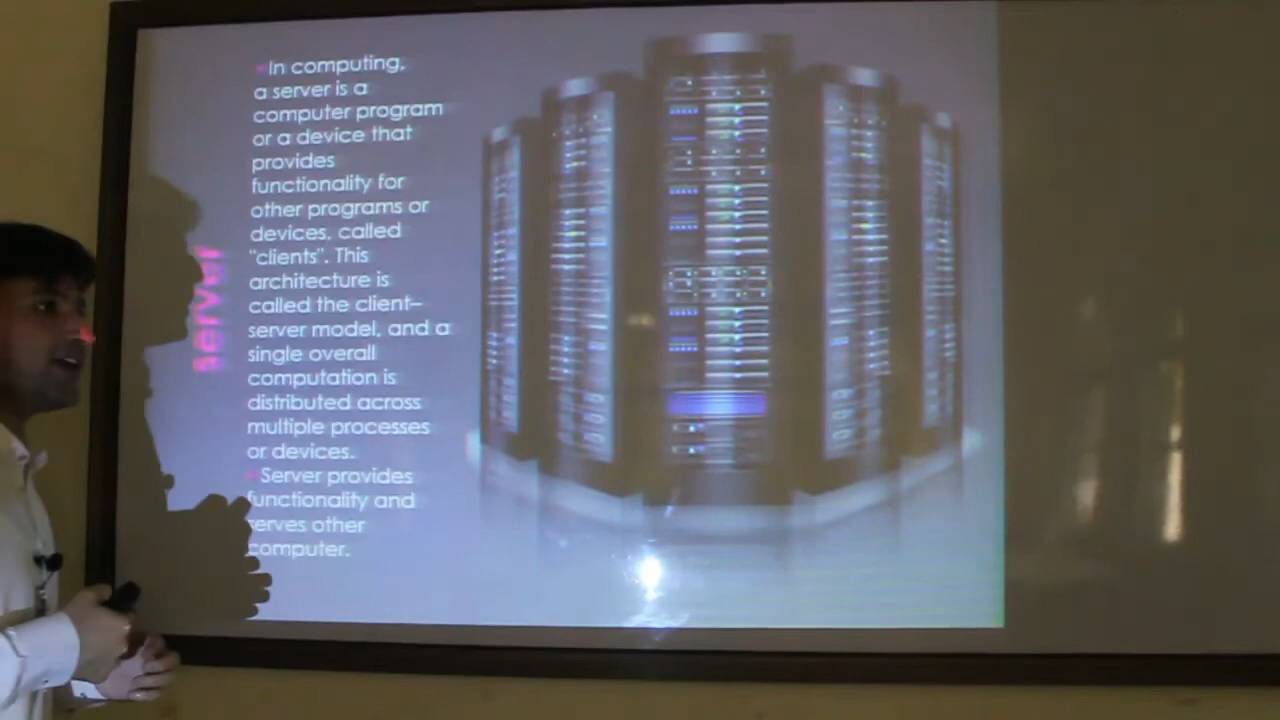 server
In computing,
a server is a
computer program
or a device that
provides
functionality for
other programs or
devices, called
"clients". This
architecture is
called the client–
server model, and a
single overall
computation is
distributed across
multiple processes
or devices.
Server provides
functionality and
serves other
computer.